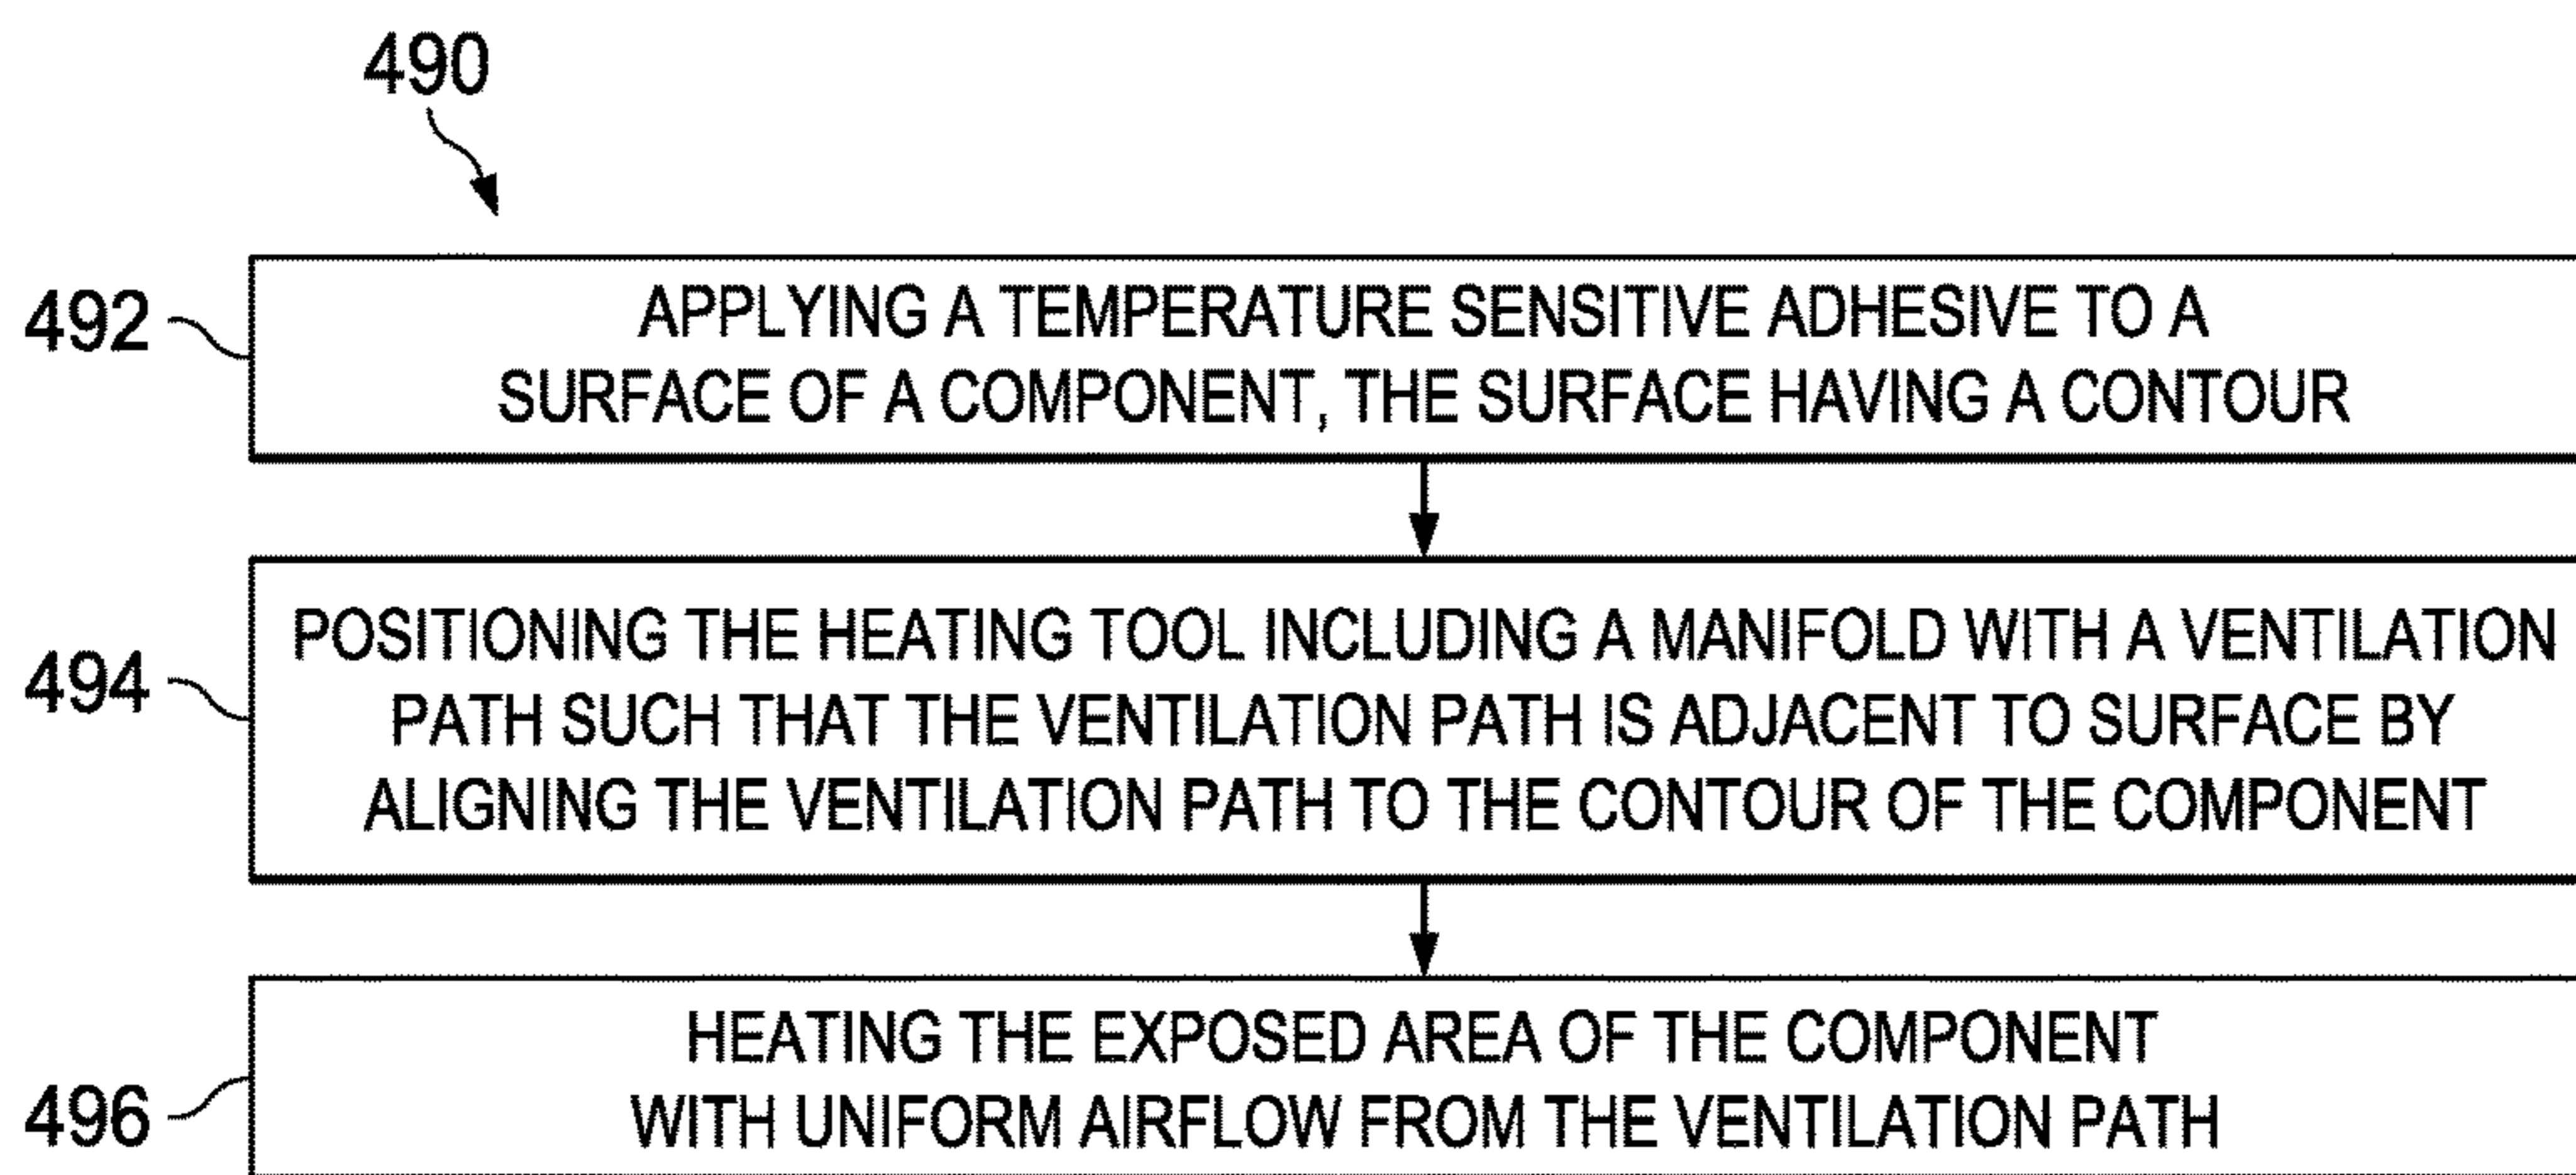 490
492
APPLYING A TEMPERATURE SENSITIVE ADHESIVE TO A
SURFACE OF A COMPONENT, THE SURFACE HAVING A CONTOUR
494
POSITIONING THE HEATING TOOL INCLUDING A MANIFOLD WITH A VENTILATION
PATH SUCH THAT THE VENTILATION PATH IS ADJACENT TO SURFACE BY
ALIGNING THE VENTILATION PATH TO THE CONTOUR OF THE COMPONENT
496
HEATING THE EXPOSED AREA OF THE COMPONENT
WITH UNIFORM AIRFLOW FROM THE VENTILATION PATH